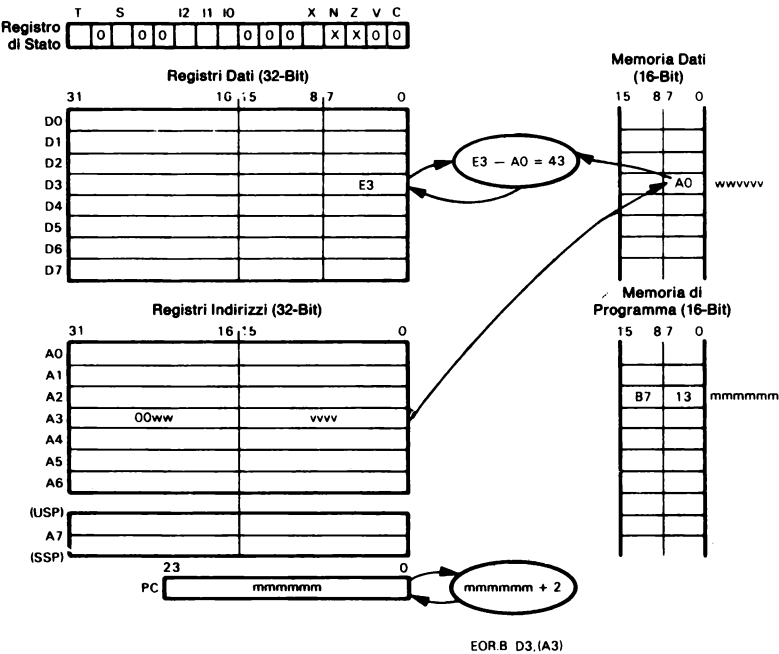 T S I2 I1 I0 X N Z V C
Registro di Stato
0 0 0 0 0 0 X X 0 0
Registri Dati (32-Bit)
31 16 15 8 7 0
D0
D1
D2
D3 E3
D4
D5
D6
D7
E3 – A0 = 43
Memoria Dati
(16-Bit)
15 8 7 0
A0 wwvvvv
Registri Indirizzi (32-Bit)
31 16 15 0
A0
A1
A2
A3 00ww vvvv
A4
A5
A6
(USP)
A7
(SSP)
Memoria di
Programma (16-Bit)
15 8 7 0
B7 13 mmmmmm
23 0
PC mmmmmm
mmmmmm + 2
EOR.B D3,(A3)